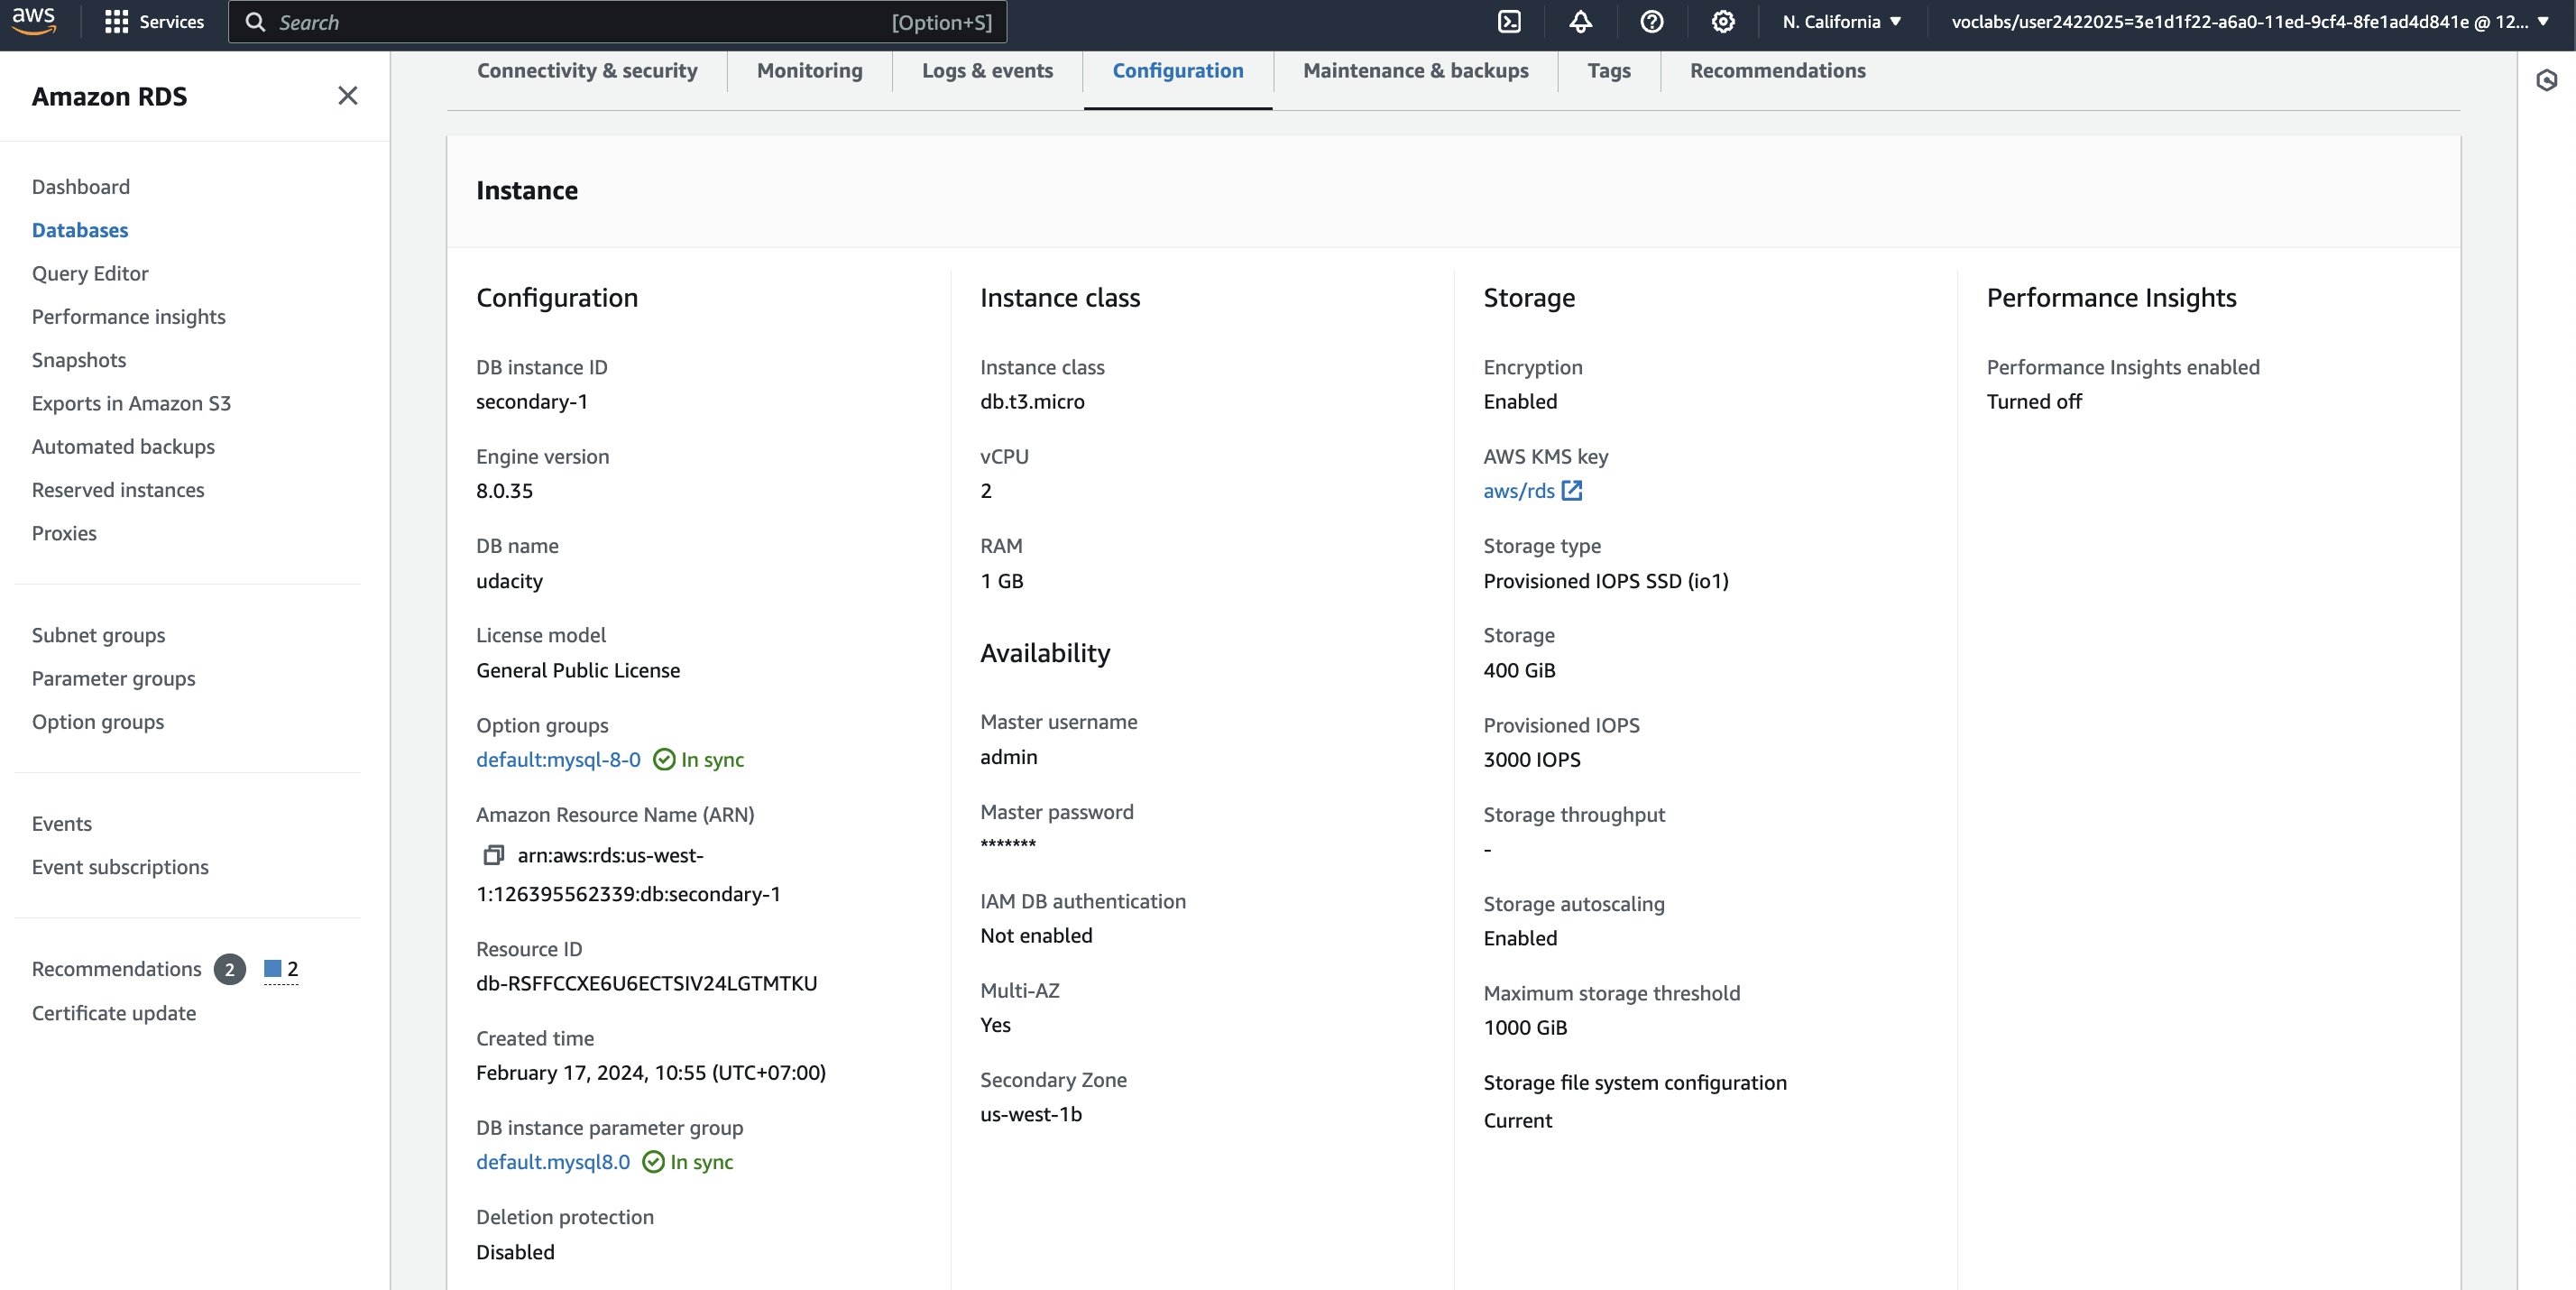 aws
Services
Search
[Option+S]
N. California
voclabs/user2422025=3e1d1f22-a6a0-11ed-9cf4-8fe1ad4d841e @ 12...
Amazon RDS
Dashboard
Databases
Query Editor
Performance insights
Snapshots
Exports in Amazon S3
Automated backups
Reserved instances
Proxies
Subnet groups
Parameter groups
Option groups
Events
Event subscriptions
Recommendations 2 2
Certificate update
Connectivity & security
Monitoring
Logs & events
Configuration
Maintenance & backups
Tags
Recommendations
Instance
Configuration
DB instance ID
secondary-1
Engine version
8.0.35
DB name
udacity
License model
General Public License
Option groups
default:mysql-8-0 In sync
Amazon Resource Name (ARN)
arn:aws:rds:us-west-
1:126395562339:db:secondary-1
Resource ID
db-RSFFCCXE6U6ECTSIV24LGTMTKU
Created time
February 17, 2024, 10:55 (UTC+07:00)
DB instance parameter group
default.mysql8.0 In sync
Deletion protection
Disabled
Instance class
Instance class
db.t3.micro
vCPU
2
RAM
1 GB
Availability
Master username
admin
Master password
*******
IAM DB authentication
Not enabled
Multi-AZ
Yes
Secondary Zone
us-west-1b
Storage
Encryption
Enabled
AWS KMS key
aws/rds
Storage type
Provisioned IOPS SSD (io1)
Storage
400 GiB
Provisioned IOPS
3000 IOPS
Storage throughput
-
Storage autoscaling
Enabled
Maximum storage threshold
1000 GiB
Storage file system configuration
Current
Performance Insights
Performance Insights enabled
Turned off